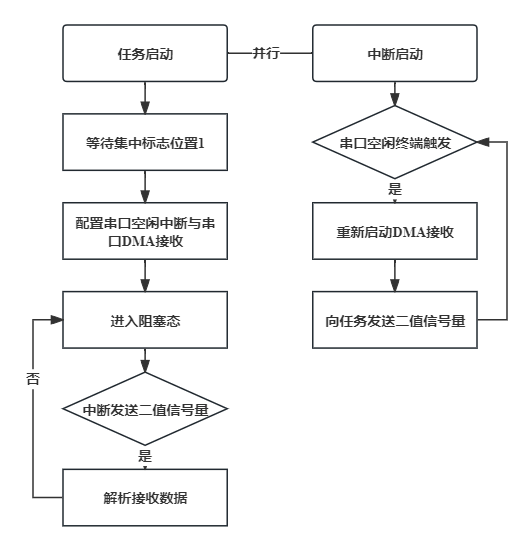 任务启动
并行
中断启动
等待集中标志位置1
串口空闲终端触发
是
配置串口空闲中断与串
口DMA接收
重新启动DMA接收
进入阻塞态
向任务发送二值信号量
否
中断发送二值信号量
是
解析接收数据